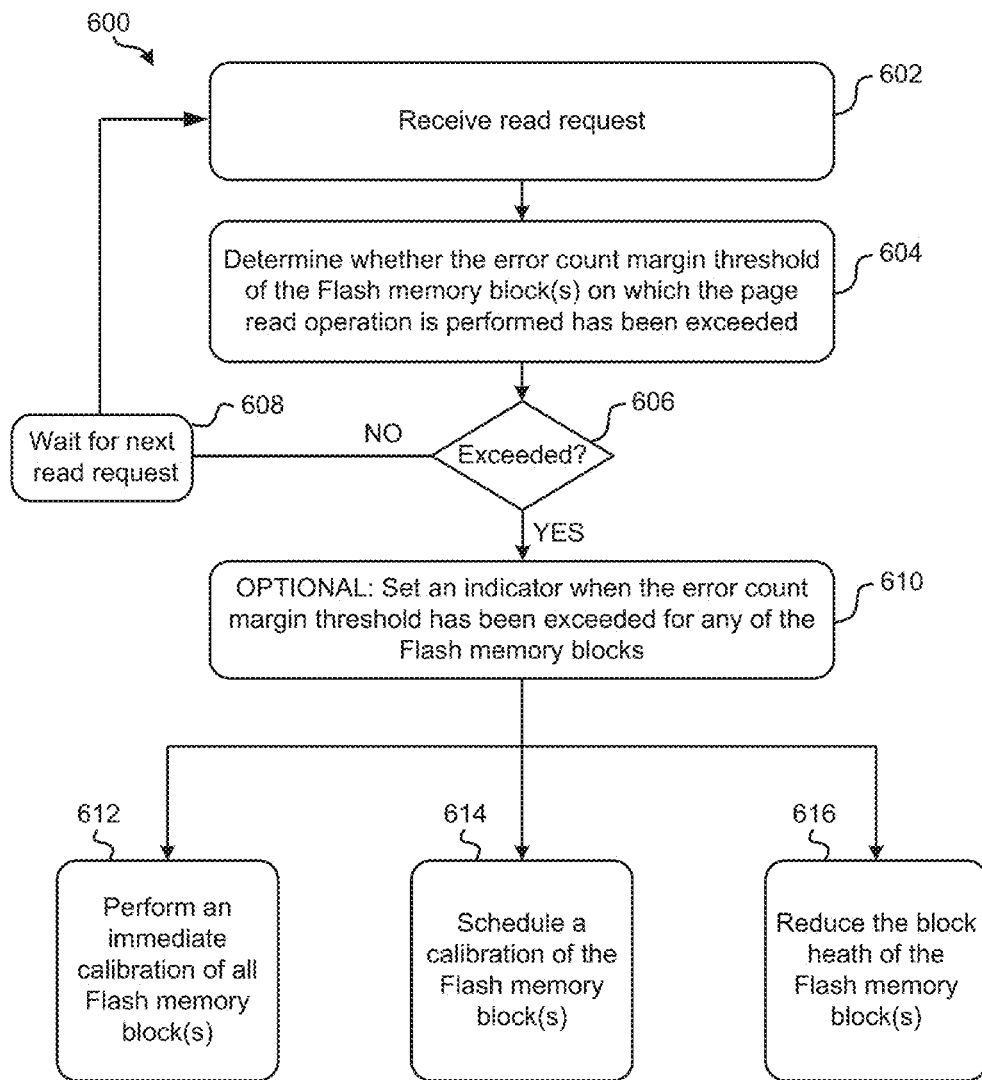 600
602
Receive read request
604
Determine whether the error count margin threshold
of the Flash memory block(s) on which the page
read operation is performed has been exceeded
608
606
Wait for next
read request
NO
Exceeded?
YES
610
OPTIONAL: Set an indicator when the error count
margin threshold has been exceeded for any of the
Flash memory blocks
612
614
616
Perform an
immediate
calibration of all
Flash memory
block(s)
Schedule a
calibration of the
Flash memory
block(s)
Reduce the block
heath of the
Flash memory
block(s)